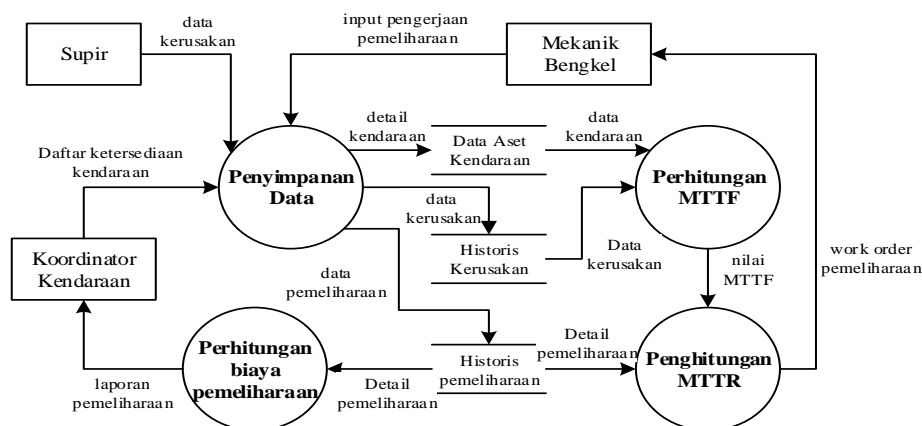 input pengerjaan
pemeliharaan
data
kerusakan
Supir
Mekanik
Bengkel
detail
kendaraan
Data Aset
Kendaraan
data
kendaraan
Daftar ketersediaan
kendaraan
Penyimpanan
Data
Perhitungan
MTTF
data
kerusakan
Historis
Kerusakan
Data
kerusakan
Koordinator
Kendaraan
data
pemeliharaan
nilai
MTTF
work order
pemeliharaan
Perhitungan
biaya
pemeliharaan
Historis
pemeliharaan
Detail
pemeliharaan
Penghitungan
MTTR
laporan
pemeliharaan
Detail
pemeliharaan